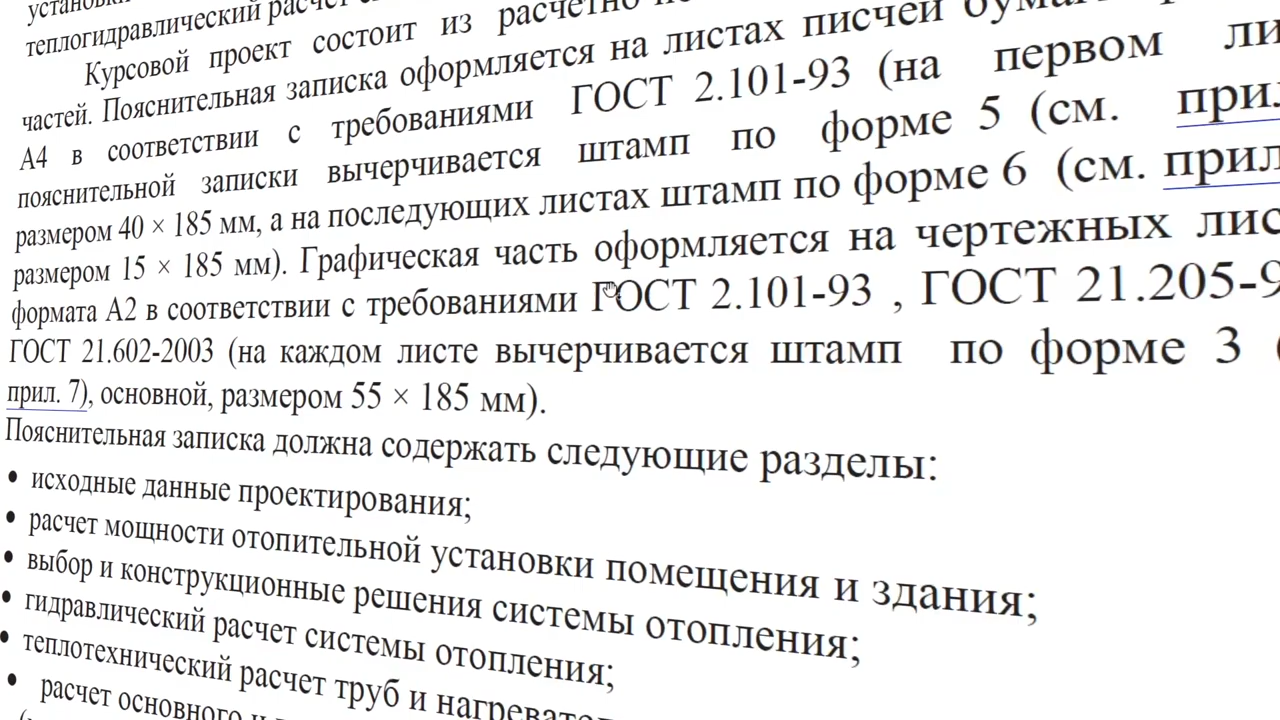 теплогидравлический расчет
Курсовой проект состоит из расчетно
частей. Пояснительная записка оформляется на листах писчей
А4 в соответствии с требованиями ГОСТ 2.101-93 (на первом
пояснительной записки вычерчивается штамп по форме 5 (см.
размером 40 × 185 мм, а на последующих листах штамп по форме 6 (см.
размером 15 × 185 мм). Графическая часть оформляется на чертежных
формата А2 в соответствии с требованиями ГОСТ 2.101-93 , ГОСТ
ГОСТ 21.602-2003 (на каждом листе вычерчивается штамп по форме 3
прил. 7), основной, размером 55 × 185 мм).
Пояснительная записка должна содержать следующие разделы:
• исходные данные проектирования;
• расчет мощности отопительной установки помещения и здания;
• выбор и конструкционные решения системы отопления;
• гидравлический расчет системы отопления;
• теплотехнический расчет труб и
• расчет основного и